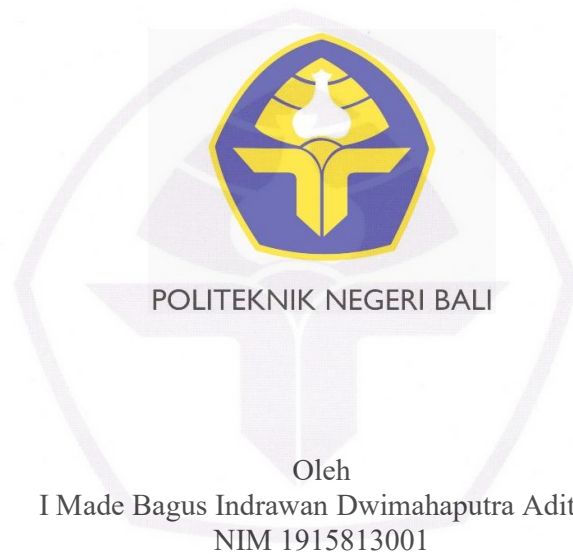 POLITEKNIK NEGERI BALI
Oleh
I Made Bagus Indrawan Dwimahaputra Adit
NIM 1915813001